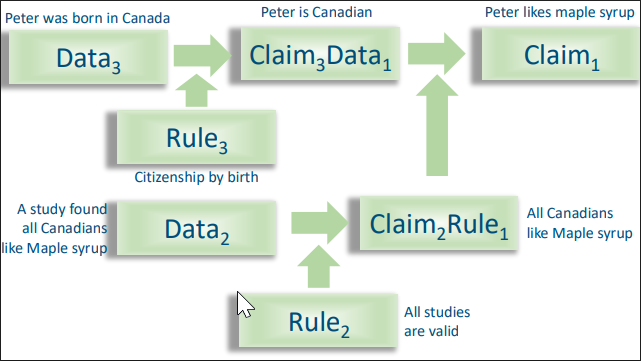 Peter was born in Canada
Peter is Canadian
Peter likes maple syrup
Data₃
Claim₃Data₁
Claim₁
Rule₃
Citizenship by birth
A study found
all Canadians
like Maple syrup
Data₂
Claim₂Rule₁
All Canadians
like Maple syrup
Rule₂
All studies
are valid